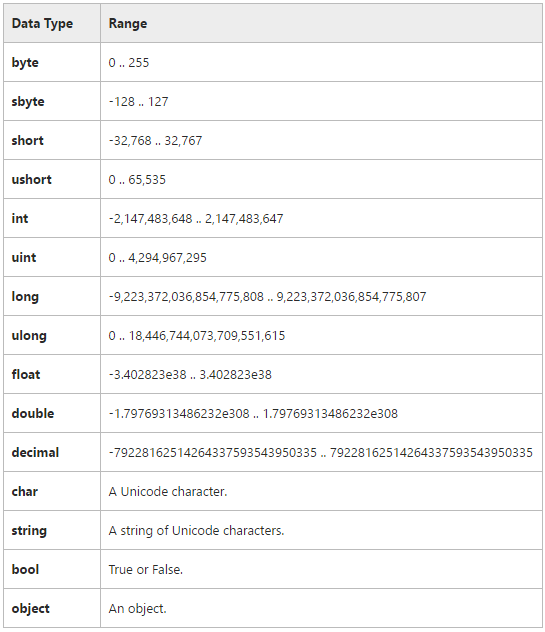 Data Type Range
byte 0 .. 255
sbyte -128 .. 127
short -32,768 .. 32,767
ushort 0 .. 65,535
int -2,147,483,648 .. 2,147,483,647
uint 0 .. 4,294,967,295
long -9,223,372,036,854,775,808 .. 9,223,372,036,854,775,807
ulong 0 .. 18,446,744,073,709,551,615
float -3.402823e38 .. 3.402823e38
double -1.79769313486232e308 .. 1.79769313486232e308
decimal -79228162514264337593543950335 .. 79228162514264337593543950335
char A Unicode character.
string A string of Unicode characters.
bool True or False.
object An object.